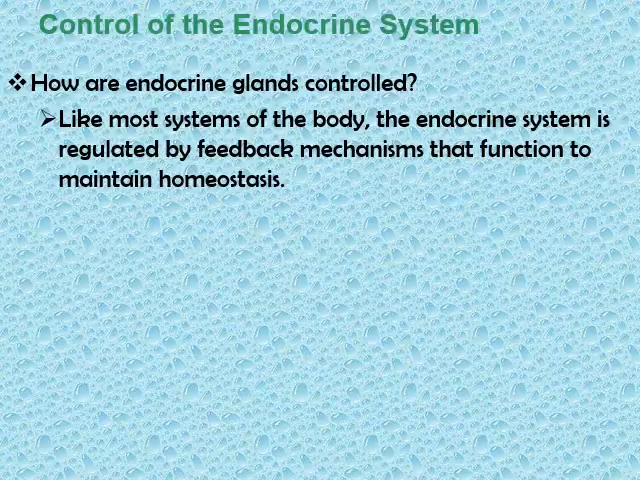 Control of the Endocrine System
❖How are endocrine glands controlled?
➢Like most systems of the body, the endocrine system is
regulated by feedback mechanisms that function to
maintain homeostasis.